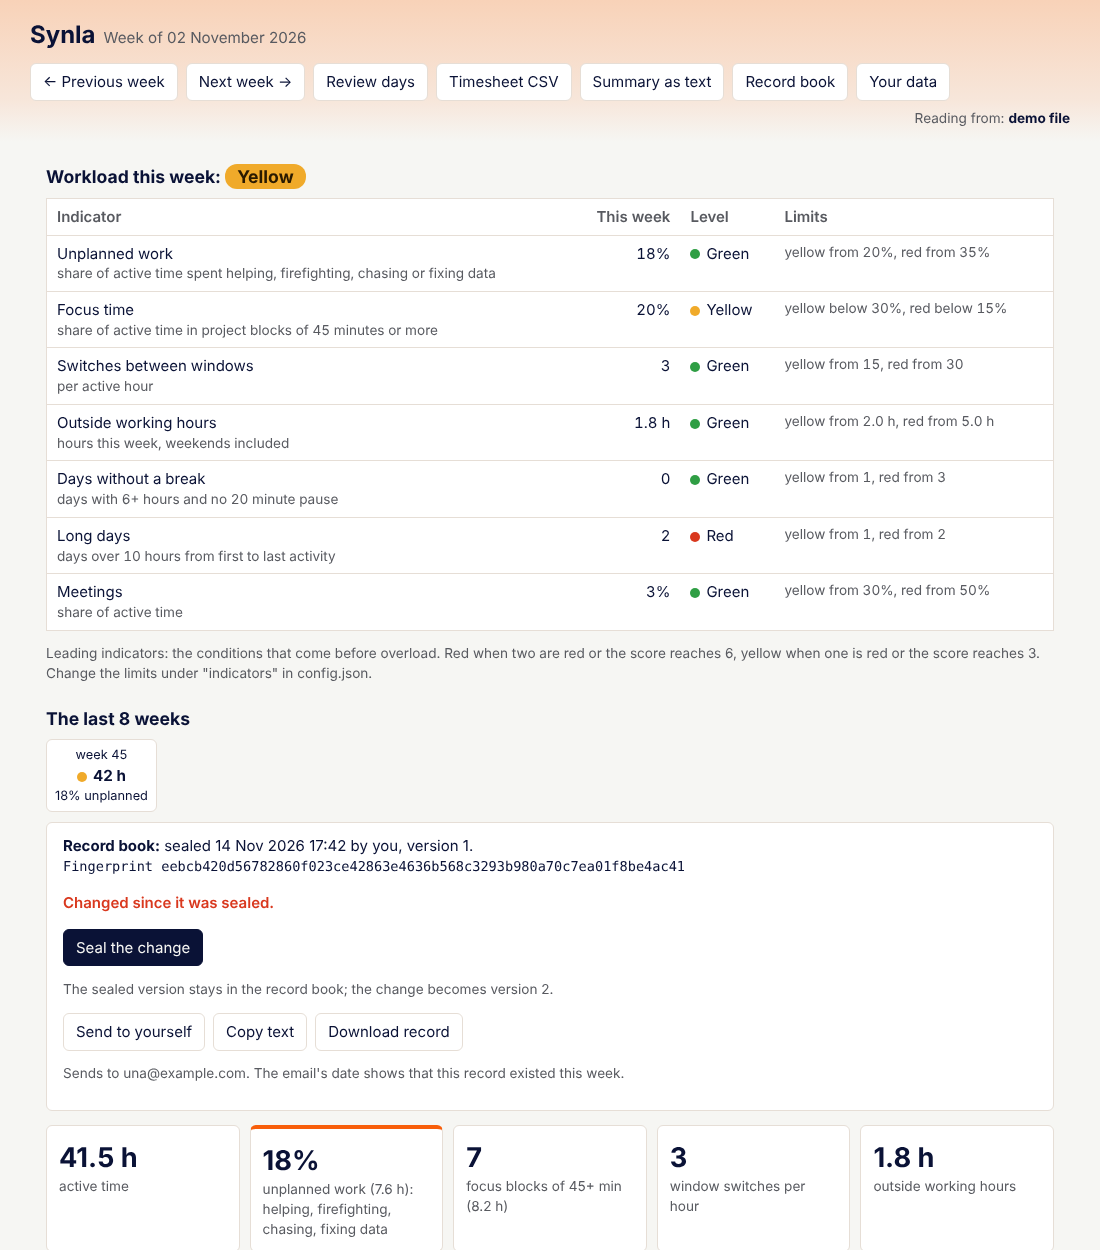 Synla Week of 02 November 2026
← Previous week
Next week →
Review days
Timesheet CSV
Summary as text
Record book
Your data
Reading from: demo file
Workload this week: Yellow
Indicator This week Level Limits
Unplanned work 18% Green yellow from 20%, red from 35%
share of active time spent helping, firefighting, chasing or fixing data
Focus time 20% Yellow yellow below 30%, red below 15%
share of active time in project blocks of 45 minutes or more
Switches between windows 3 Green yellow from 15, red from 30
per active hour
Outside working hours 1.8 h Green yellow from 2.0 h, red from 5.0 h
hours this week, weekends included
Days without a break 0 Green yellow from 1, red from 3
days with 6+ hours and no 20 minute pause
Long days 2 Red yellow from 1, red from 2
days over 10 hours from first to last activity
Meetings 3% Green yellow from 30%, red from 50%
share of active time
Leading indicators: the conditions that come before overload. Red when two are red or the score reaches 6, yellow when one is red or the score reaches 3.
Change the limits under "indicators" in config.json.
The last 8 weeks
week 45
42 h
18% unplanned
Record book: sealed 14 Nov 2026 17:42 by you, version 1.
Fingerprint eebcb420d56782860f023ce42863e4636b568c3293b980a70c7ea01f8be4ac41
Changed since it was sealed.
Seal the change
The sealed version stays in the record book; the change becomes version 2.
Send to yourself
Copy text
Download record
Sends to una@example.com. The email's date shows that this record existed this week.
41.5 h
active time
18%
unplanned work (7.6 h):
helping, firefighting,
chasing, fixing data
7
focus blocks of 45+ min
(8.2 h)
3
window switches per
hour
1.8 h
outside working hours